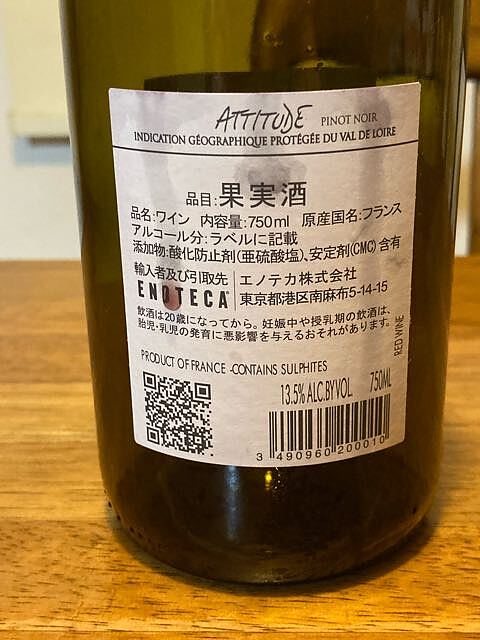 ATTITUDE PINOT NOIR
INDICATION GÉOGRAPHIQUE PROTÉGÉE DU VAL DE LOIRE
品目:果実酒
品名:ワイン 内容量:750ml 原産国名:フランス
アルコール分:ラベルに記載
添加物:酸化防止剤(亜硫酸塩)、安定剤(CMC)含有
輸入者及び引取先
ENOTECA
エノテカ株式会社
東京都港区南麻布5-14-15
飲酒は20歳になってから。妊娠中や授乳期の飲酒は、
胎児・乳児の発育に悪影響を与えるおそれがあります。
RED WINE
PRODUCT OF FRANCE -CONTAINS SULPHITES
13.5% ALC.BY VOL. 750ML
3 490960 200010